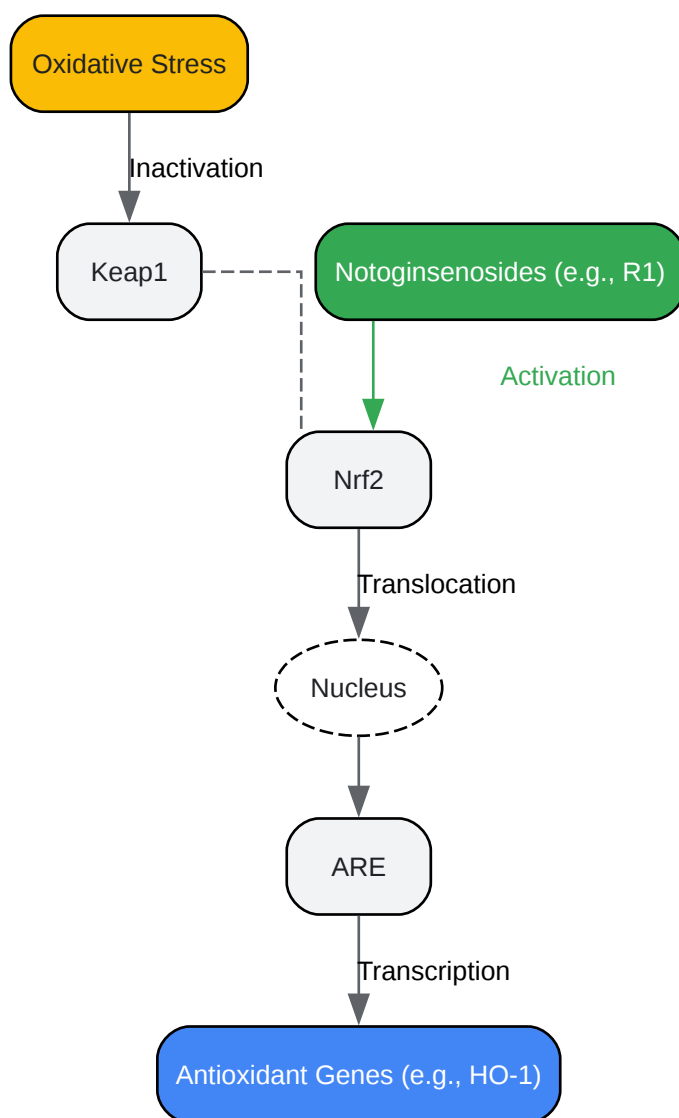 Oxidative Stress
Inactivation
Keap1
Notoginsenosides (e.g., R1)
Activation
Nrf2
Translocation
Nucleus
ARE
Transcription
Antioxidant Genes (e.g., HO-1)